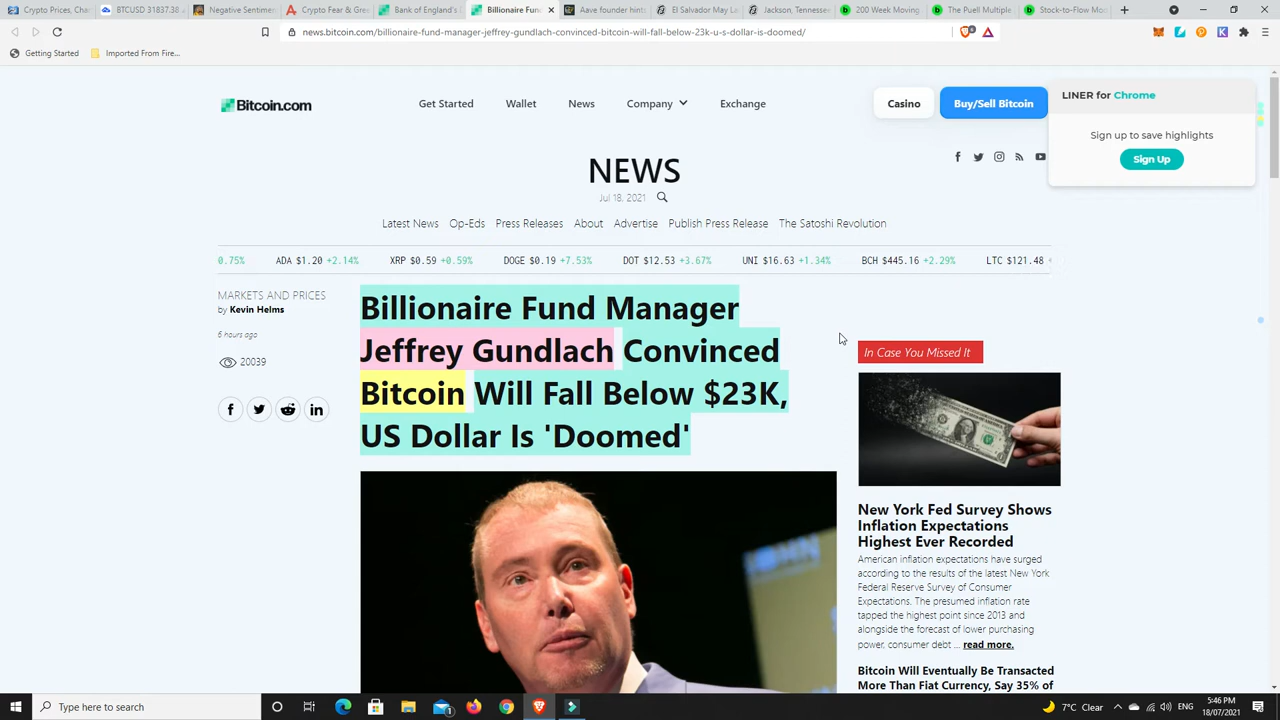 Crypto Prices, Cha
BTCUSD 31837.38
Negative Sentimen
Crypto Fear & Gre
Bank of England's
Billionaire Fun
Aave founder hints
El Salvador May Le
Jackson, Tennessee
200 Week Moving
The Puell Multiple
Stock-to-Flow Mod
news.bitcoin.com/billionaire-fund-manager-jeffrey-gundlach-convinced-bitcoin-will-fall-below-23k-u-s-dollar-is-doomed/
Getting Started
Imported From Fire...
Bitcoin.com
Get Started
Wallet
News
Company
Exchange
Casino
Buy/Sell Bitcoin
LINER for Chrome
Sign up to save highlights
Sign Up
NEWS
Jul 18, 2021
Latest News Op-Eds Press Releases About Advertise Publish Press Release The Satoshi Revolution
0.75% ADA $1.20 +2.14% XRP $0.59 +0.59% DOGE $0.19 +7.53% DOT $12.53 +3.67% UNI $16.63 +1.34% BCH $445.16 +2.29% LTC $121.48
MARKETS AND PRICES
by Kevin Helms
6 hours ago
20039
Billionaire Fund Manager
Jeffrey Gundlach Convinced
Bitcoin Will Fall Below $23K,
US Dollar Is 'Doomed'
In Case You Missed It
New York Fed Survey Shows
Inflation Expectations
Highest Ever Recorded
American inflation expectations have surged
according to the results of the latest New York
Federal Reserve Survey of Consumer
Expectations. The presumed inflation rate
tapped the highest point since 2013 and
alongside the forecast of lower purchasing
power, consumer debt ... read more.
Bitcoin Will Eventually Be Transacted
More Than Fiat Currency, Say 35% of
Type here to search
7°C Clear
5:46 PM
18/07/2021